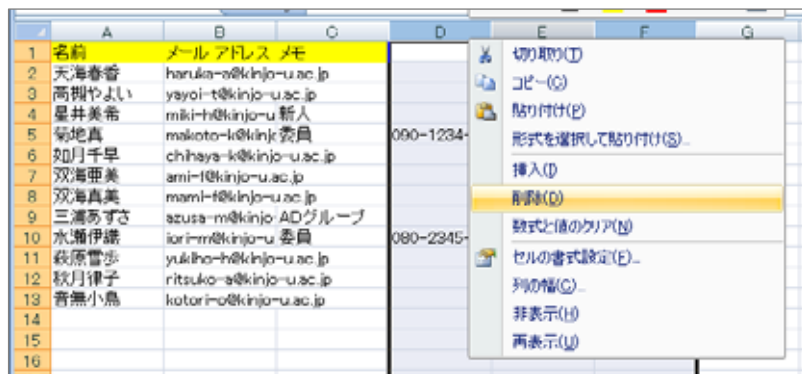 A B C D E F G
1 名前 メール アドレス メモ
2 天海春香 haruka-a@kinjo-u.ac.jp
3 高槻やよい yayoi-t@kinjo-u.ac.jp
4 星井美希 miki-h@kinjo-u 新人
5 菊地真 makoto-k@kinjc 委員 090-1234-
6 如月千早 chihaya-k@kinjo-u.ac.jp
7 双海亜美 ami-f@kinjo-u.ac.jp
8 双海真美 mami-f@kinjo-u.ac.jp
9 三浦あずさ azusa-m@kinjo ADグループ
10 水瀬伊織 iori-m@kinjo-u 委員 080-2345-
11 萩原雪歩 yukiho-h@kinjo-u.ac.jp
12 秋月律子 ritsuko-a@kinjo-u.ac.jp
13 音無小鳥 kotori-o@kinjo-u.ac.jp
14
15
16
切り取り(T)
コピー(C)
貼り付け(P)
形式を選択して貼り付け(S)...
挿入(I)
削除(D)
数式と値のクリア(N)
セルの書式設定(F)...
列の幅(C)...
非表示(H)
再表示(U)